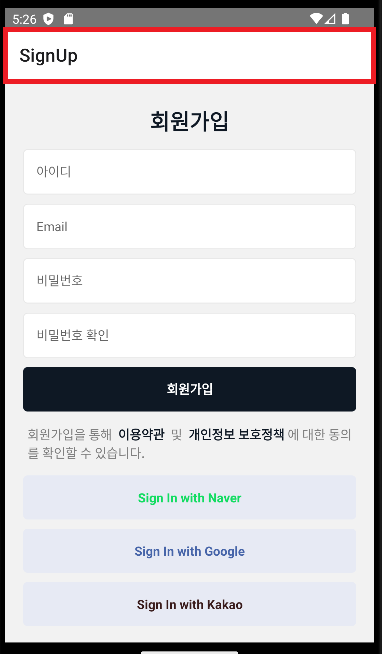 5:26
SignUp
회원가입
아이디
Email
비밀번호
비밀번호 확인
회원가입
회원가입을 통해 이용약관 및 개인정보 보호정책 에 대한 동의
를 확인할 수 있습니다.
Sign In with Naver
Sign In with Google
Sign In with Kakao